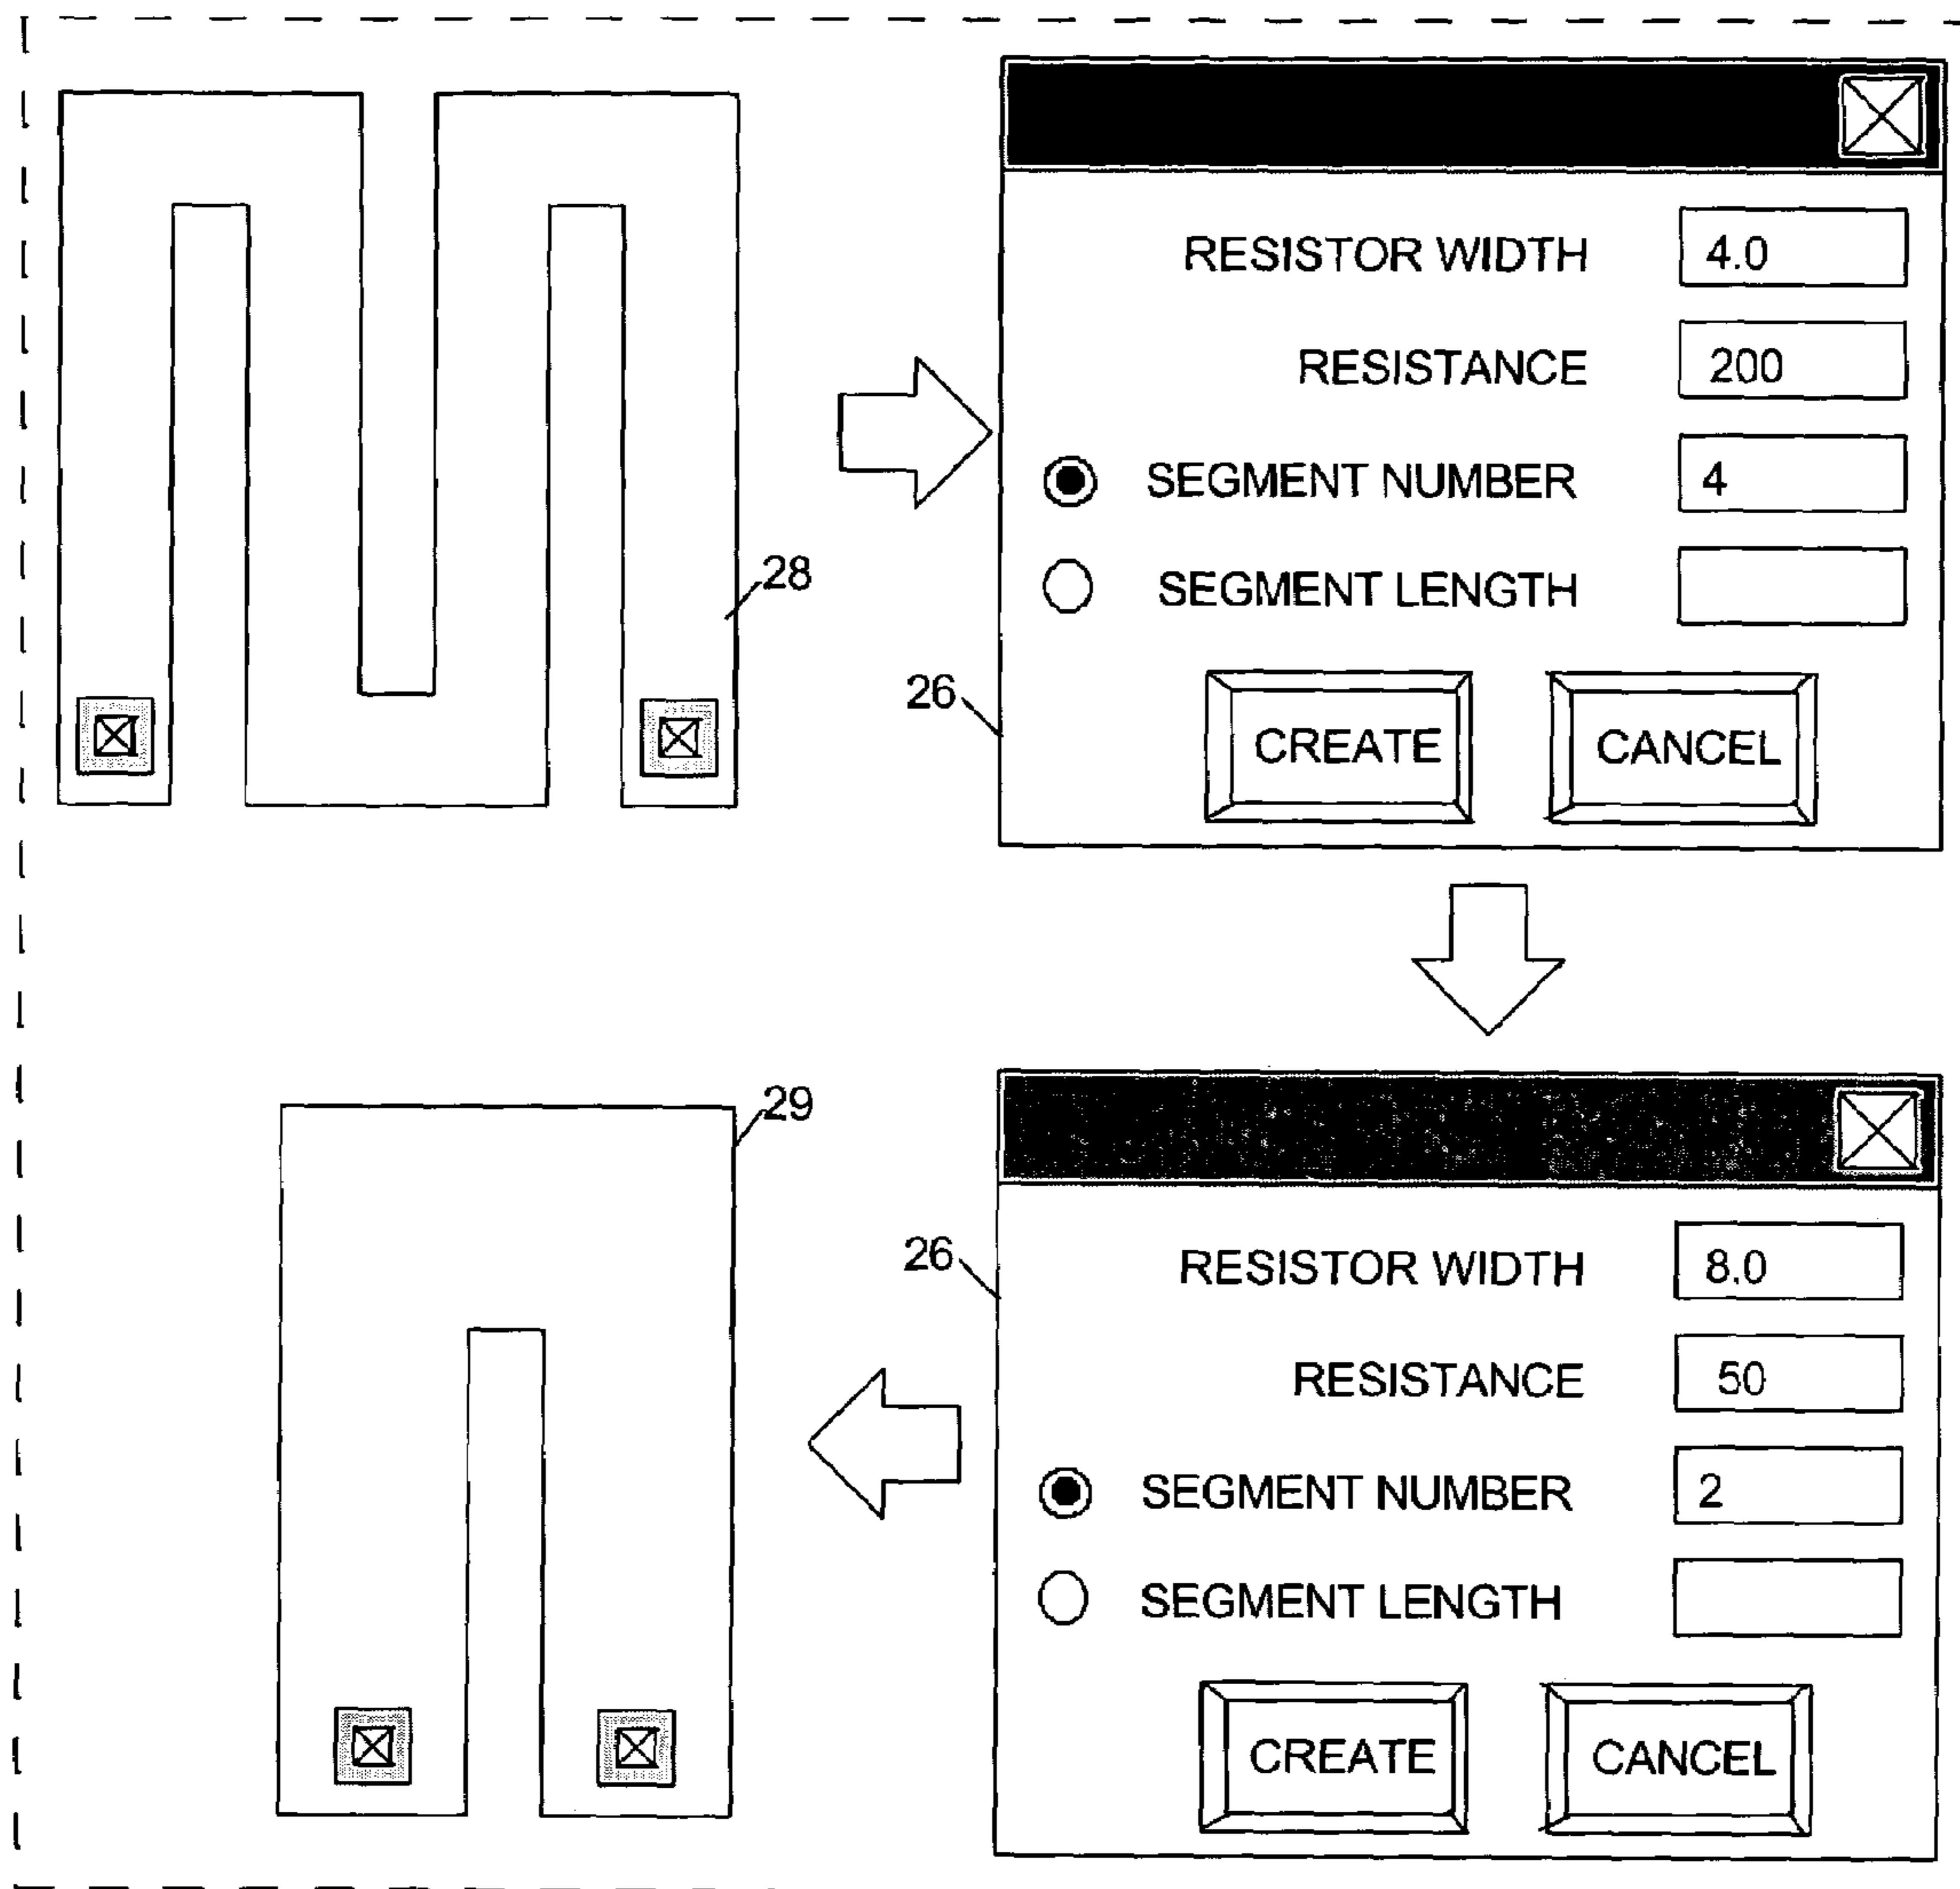 RESISTOR WIDTH 4.0
RESISTANCE 200
SEGMENT NUMBER 4
28
SEGMENT LENGTH
26
CREATE CANCEL
29
26
RESISTOR WIDTH 8.0
RESISTANCE 50
SEGMENT NUMBER 2
SEGMENT LENGTH
CREATE CANCEL